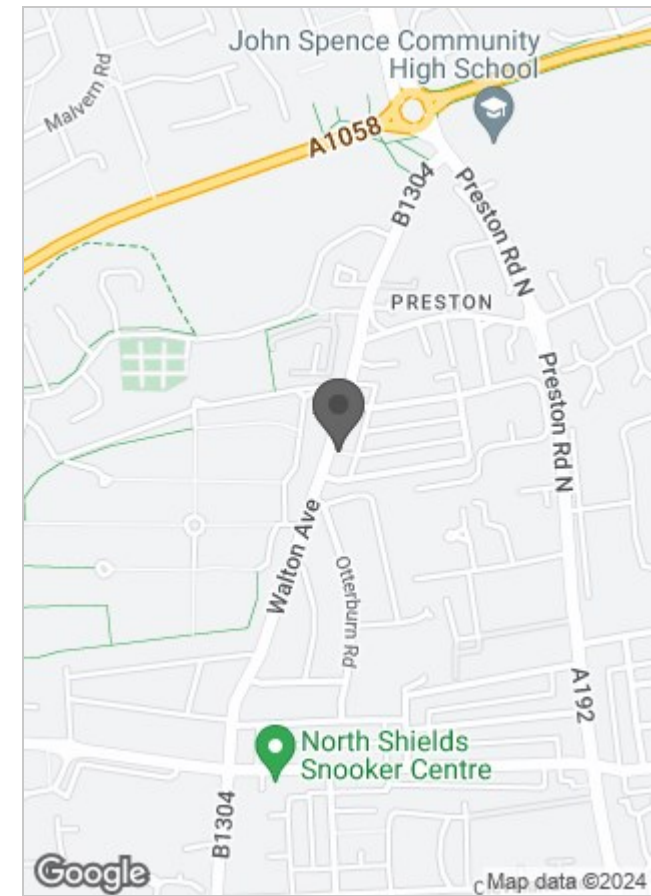 John Spence Community
High School
Malvern Rd
A1058
B1304
Preston Rd N
PRESTON
Preston Rd N
Walton Ave
Otterburn Rd
A192
North Shields
Snooker Centre
B1304
Google
Map data ©2024